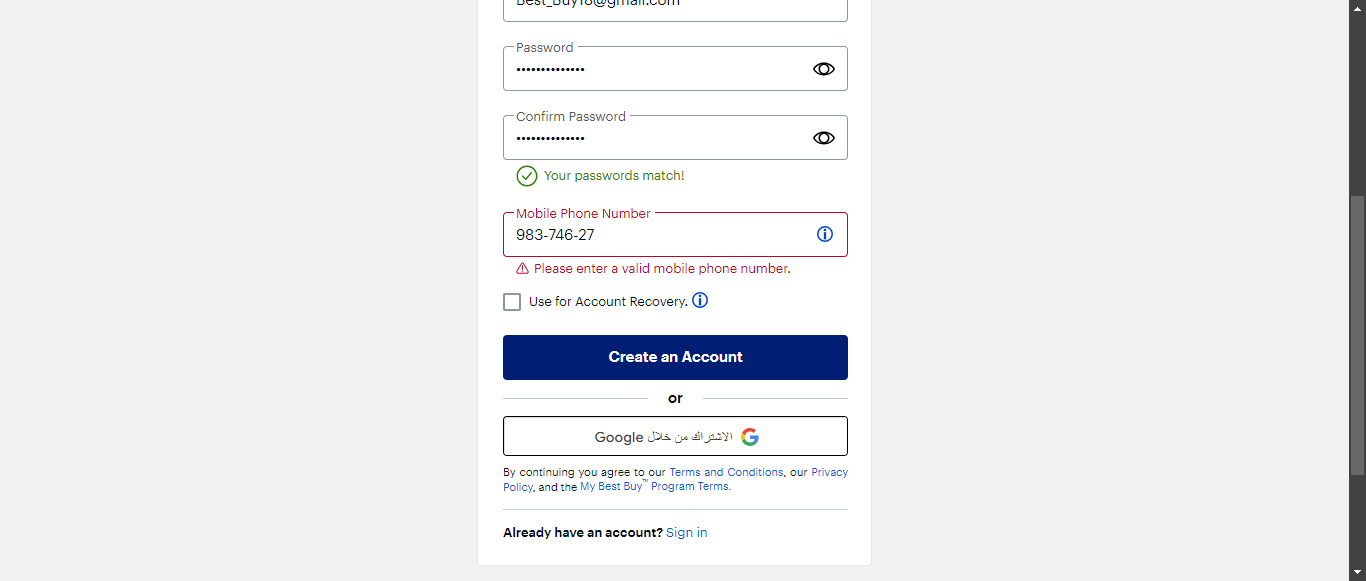 Best_Buy18@gmail.com
Password
••••••••••••••
Confirm Password
••••••••••••••
Your passwords match!
Mobile Phone Number
983-746-27
Please enter a valid mobile phone number.
Use for Account Recovery.
Create an Account
or
الاشتراك من خلال Google
By continuing you agree to our Terms and Conditions, our Privacy
Policy, and the My Best Buy™ Program Terms.
Already have an account? Sign in